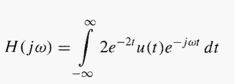 H(jω) = ∫_{−∞}^{∞} 2e^{−2t}u(t)e^{−jωt} dt